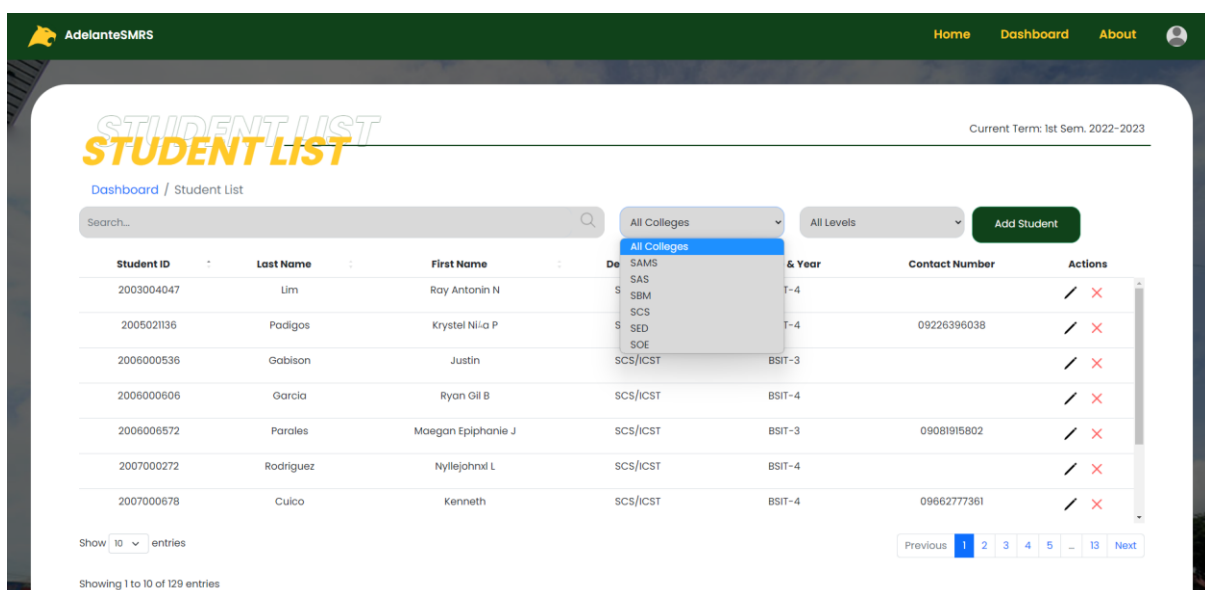 AdelanteSMRS Home Dashboard About
STUDENT LIST
STUDENT LIST
Current Term: 1st Sem. 2022-2023
Dashboard / Student List
Search... All Colleges All Levels Add Student
All Colleges
SAMS
SAS
SBM
SCS
SED
SOE
Student ID Last Name First Name De & Year Contact Number Actions
2003004047 Lim Ray Antonin N S T-4
2005021136 Padigos Krystel P S T-4 09226396038
2006000536 Gabison Justin SCS/ICST BSIT-3
2006000606 Garcia Ryan Gil B SCS/ICST BSIT-4
2006006572 Parales Maegan Epiphanie J SCS/ICST BSIT-3 09081915802
2007000272 Rodriguez Nyllejohnxl L SCS/ICST BSIT-4
2007000678 Cuico Kenneth SCS/ICST BSIT-4 09662777361
Show 10 entries
Previous 1 2 3 4 5 ... 13 Next
Showing 1 to 10 of 129 entries